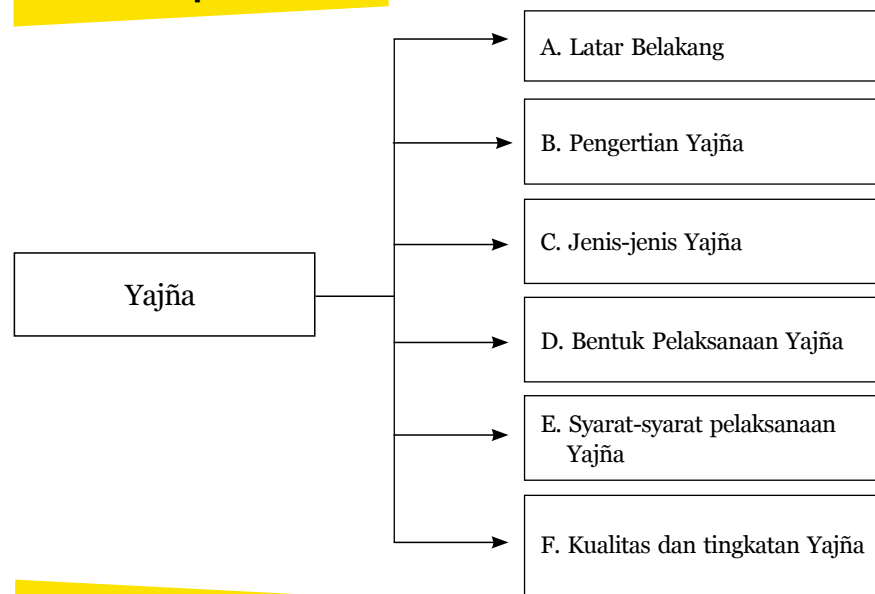 Yajña
A. Latar Belakang
B. Pengertian Yajña
C. Jenis-jenis Yajña
D. Bentuk Pelaksanaan Yajña
E. Syarat-syarat pelaksanaan
Yajña
F. Kualitas dan tingkatan Yajña